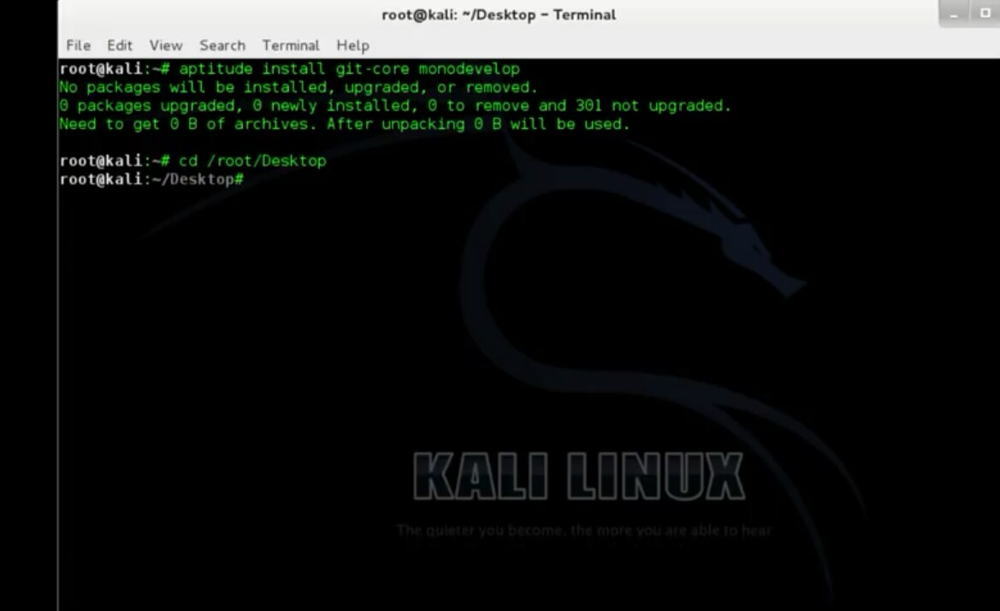 root@kali: ~/Desktop - Terminal
File Edit View Search Terminal Help
root@kali:~# aptitude install git-core monodevelop
No packages will be installed, upgraded, or removed.
0 packages upgraded, 0 newly installed, 0 to remove and 301 not upgraded.
Need to get 0 B of archives. After unpacking 0 B will be used.
root@kali:~# cd /root/Desktop
root@kali:~/Desktop#
KALI LINUX
The quieter you become, the more you are able to hear